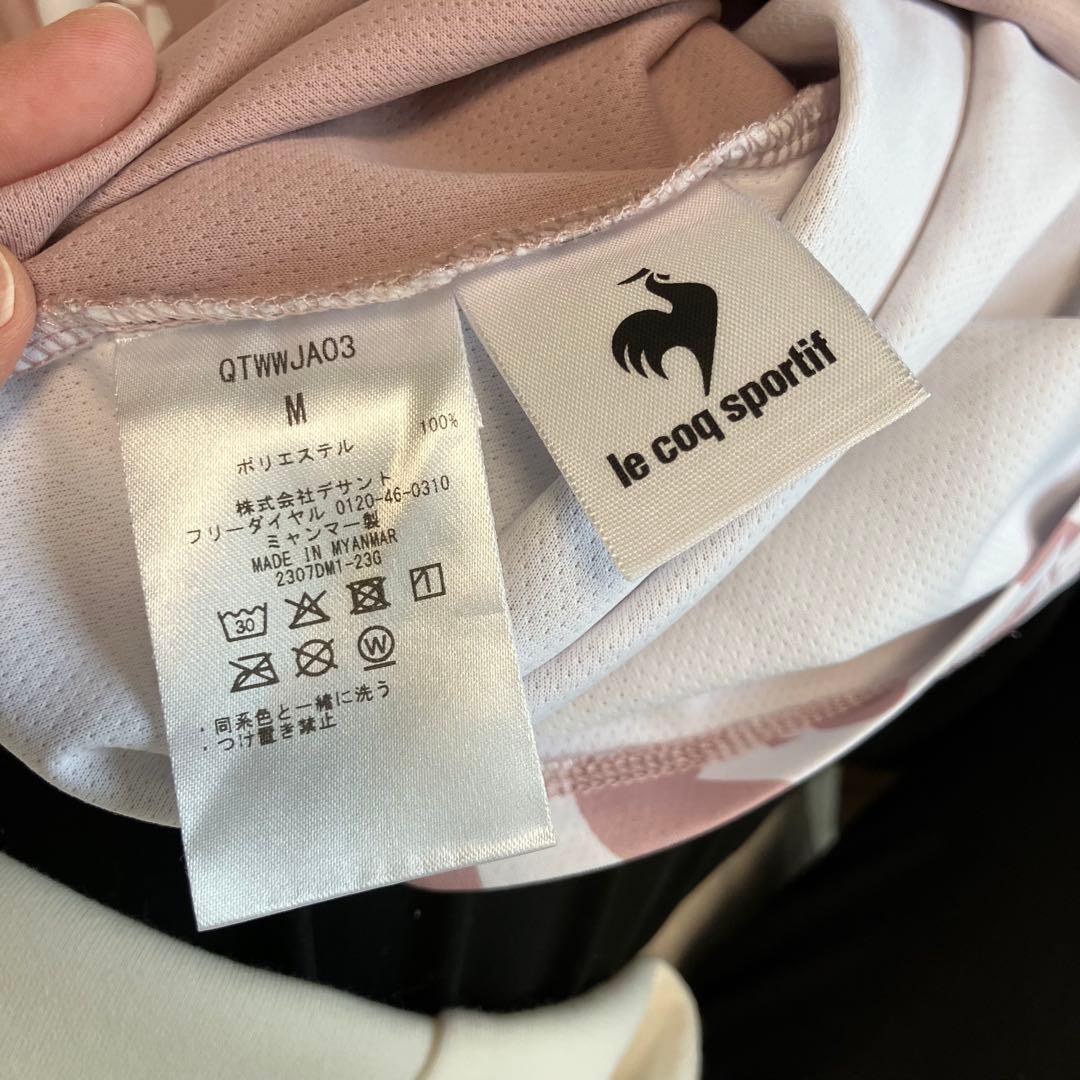 QTWWJA03
M
100%
ポリエステル
株式会社デサント
フリーダイヤル 0120-46-0310
ミャンマー製
MADE IN MYANMAR
2307DM1-23G
30
W
・同系色と一緒に洗う
・つけ置き禁止
le coq sportif